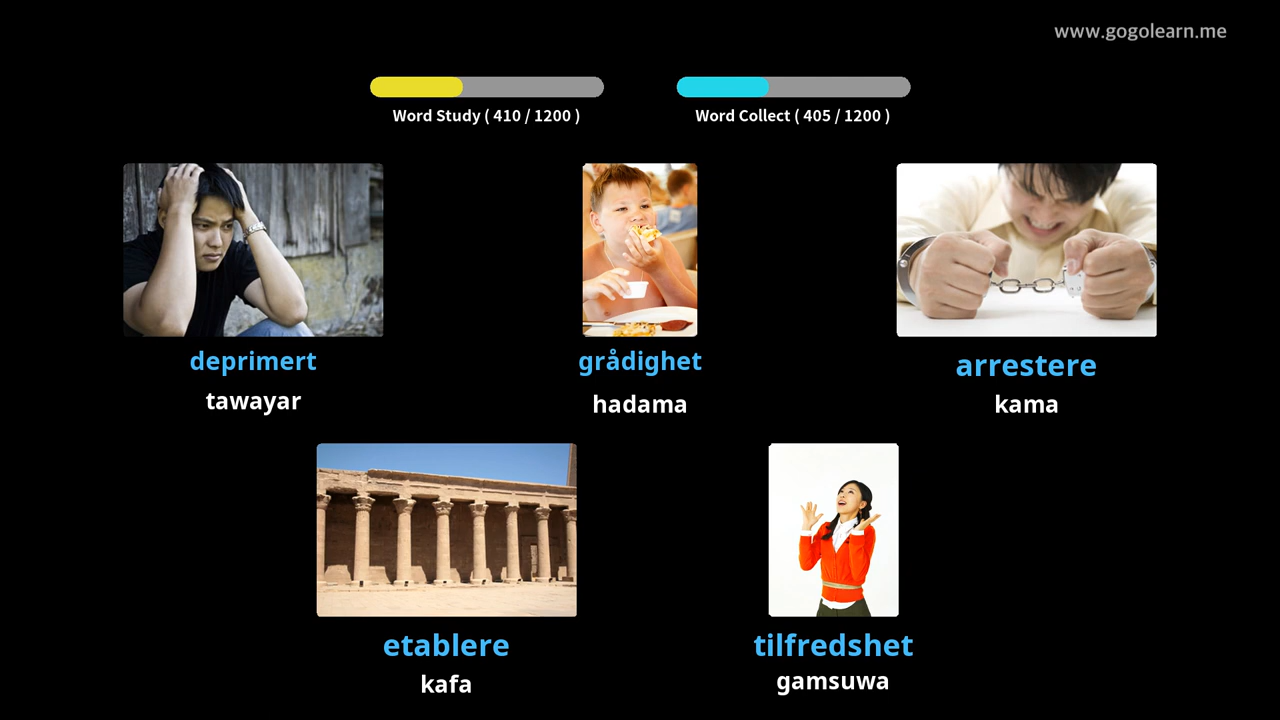 www.gogolearn.me
Word Study ( 410 / 1200 )
Word Collect ( 405 / 1200 )
deprimert
tawayar
grådighet
hadama
arrestere
kama
etablere
kafa
tilfredshet
gamsuwa